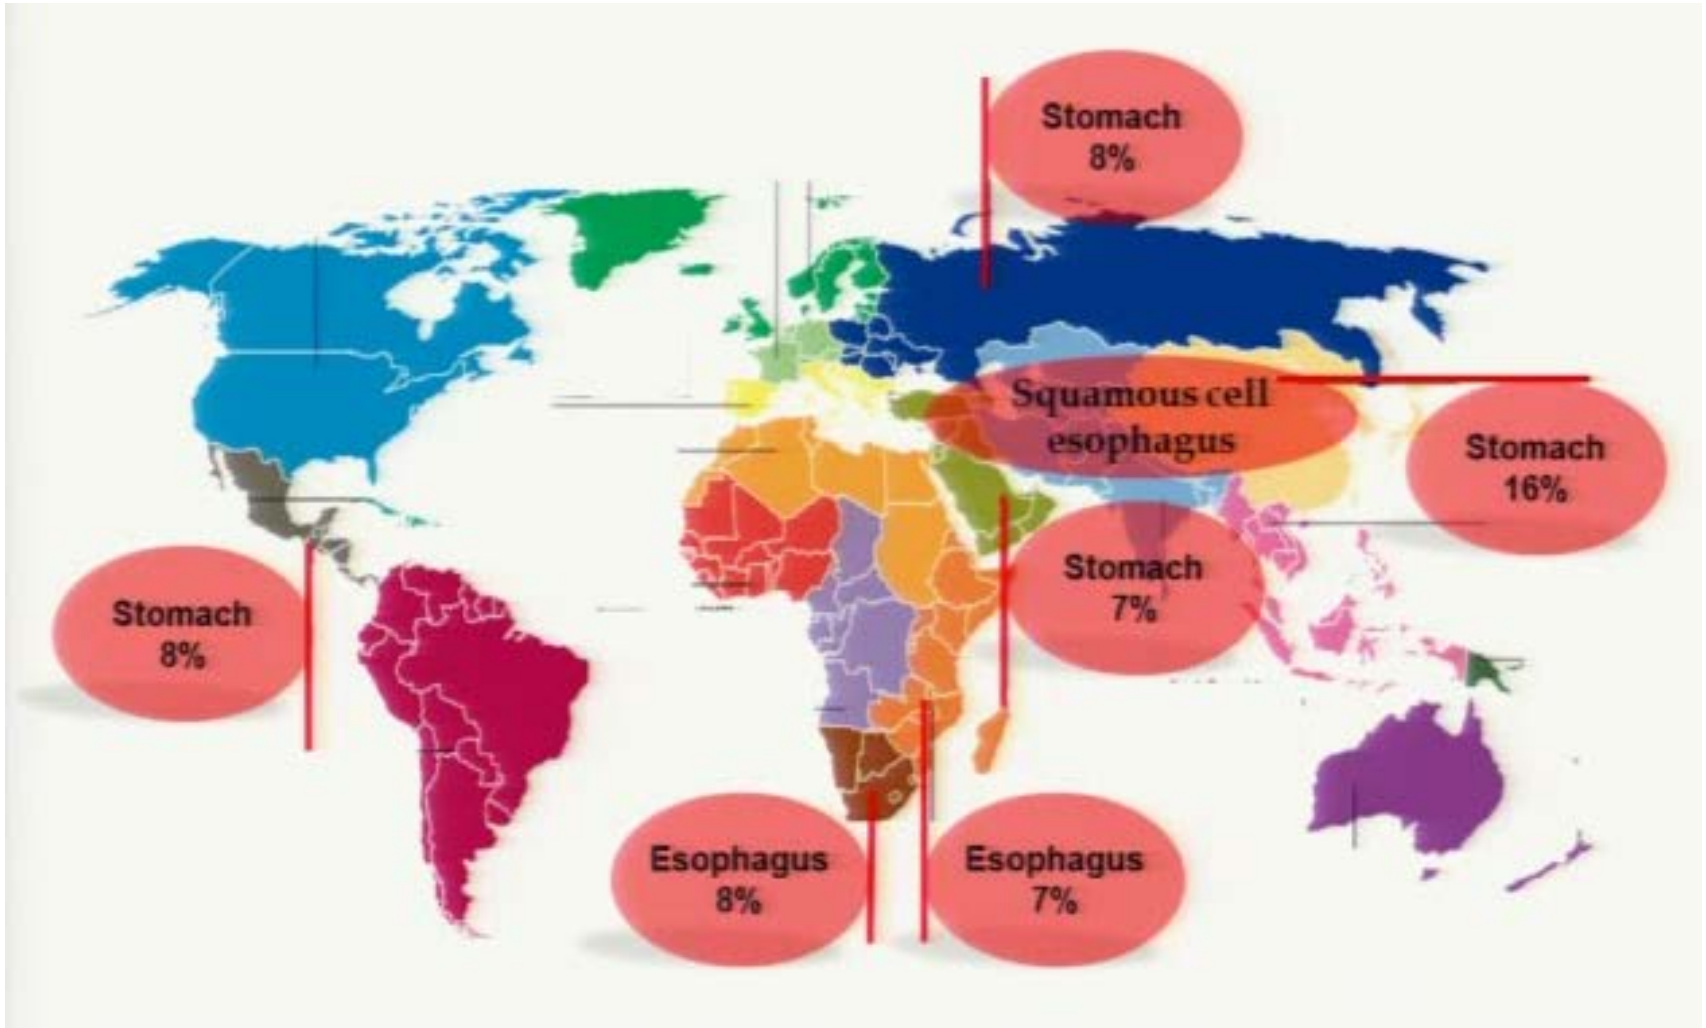 Stomach
8%
Squamous cell
esophagus
Stomach
16%
Stomach
7%
Stomach
8%
Esophagus
8%
Esophagus
7%